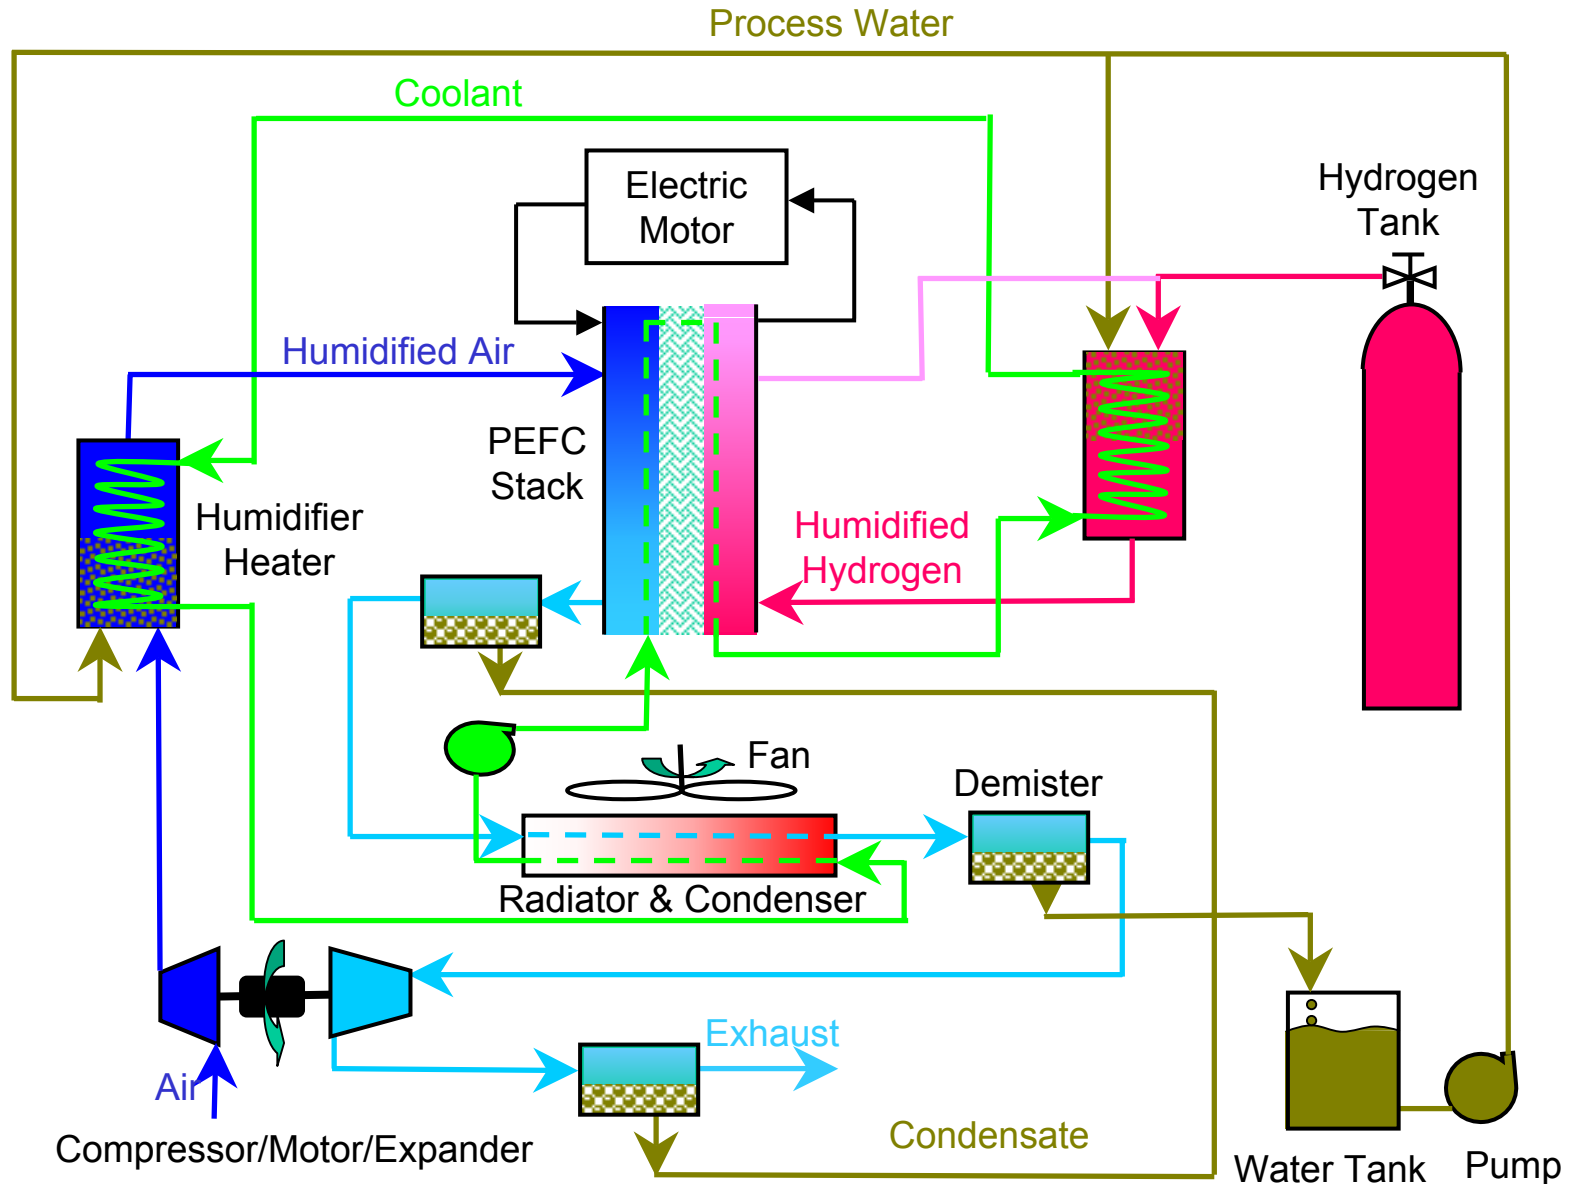 Process Water
Coolant
Electric
Motor
Hydrogen
Tank
Humidified Air
PEFC
Stack
Humidifier
Heater
Humidified
Hydrogen
Fan
Demister
Radiator & Condenser
Exhaust
Air
Condensate
Compressor/Motor/Expander
Water Tank
Pump